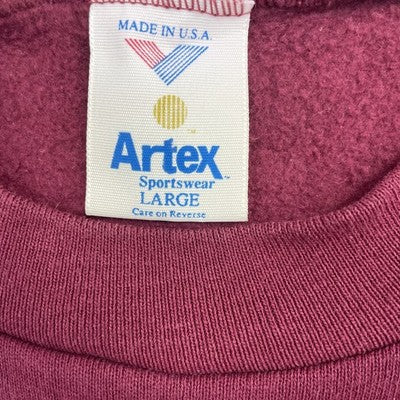 MADE IN U.S.A.
Artex
Sportswear
LARGE
Care on Reverse